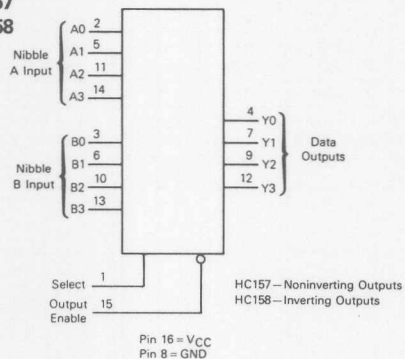 57
58
A0 2
A1 5
Nibble
A Input
A2 11
A3 14
B0 3
B1 6
Nibble
B Input
B2 10
B3 13
4 Y0
7 Y1
9 Y2
12 Y3
Data
Outputs
Select 1
Output
Enable 15
HC157—Noninverting Outputs
HC158—Inverting Outputs
Pin 16 = VCC
Pin 8 = GND